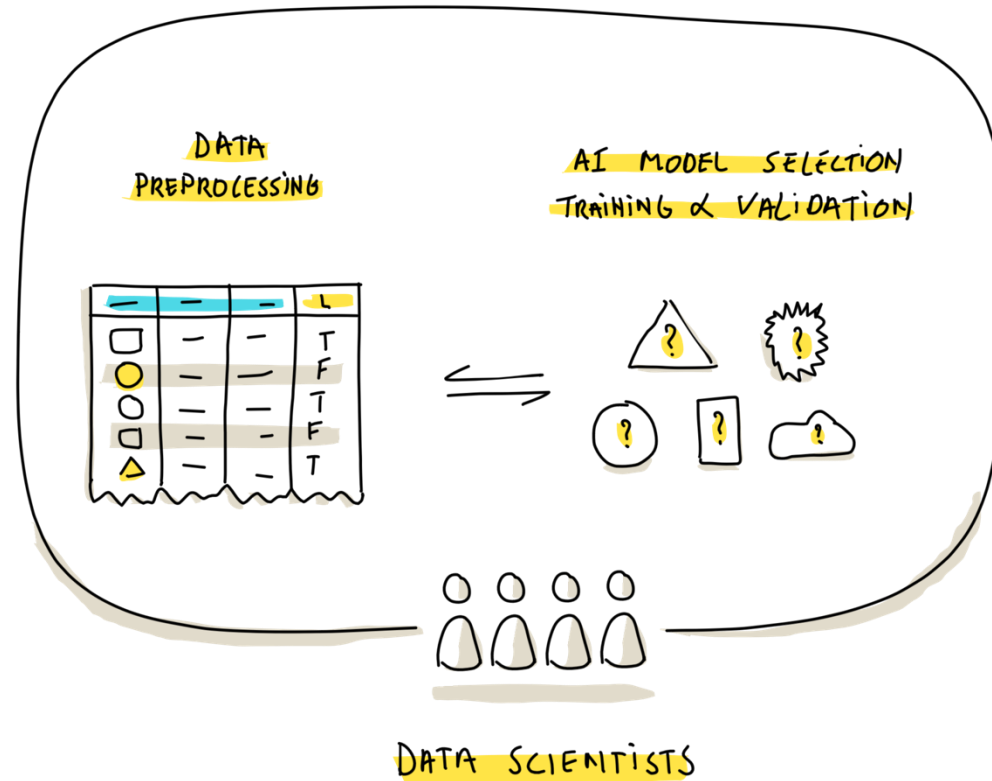 DATA
PREPROCESSING
AI MODEL SELECTION
TRAINING & VALIDATION
L
T
F
T
F
T
?
?
?
?
?
DATA SCIENTISTS